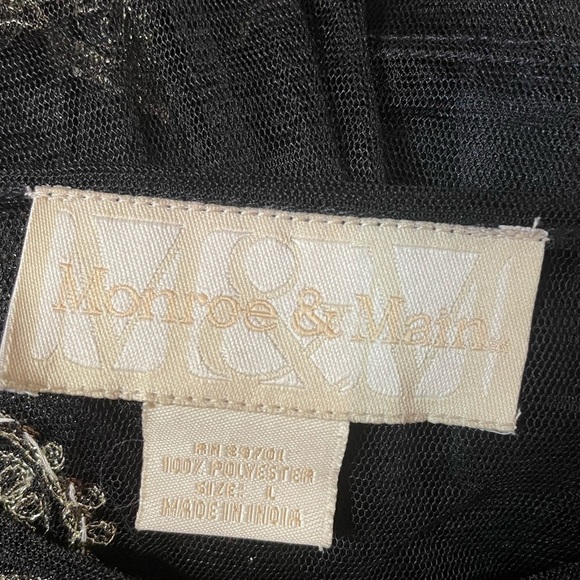 M&M
Monroe & Main
100% POLYESTER
SIZE: L
MADE IN INDIA